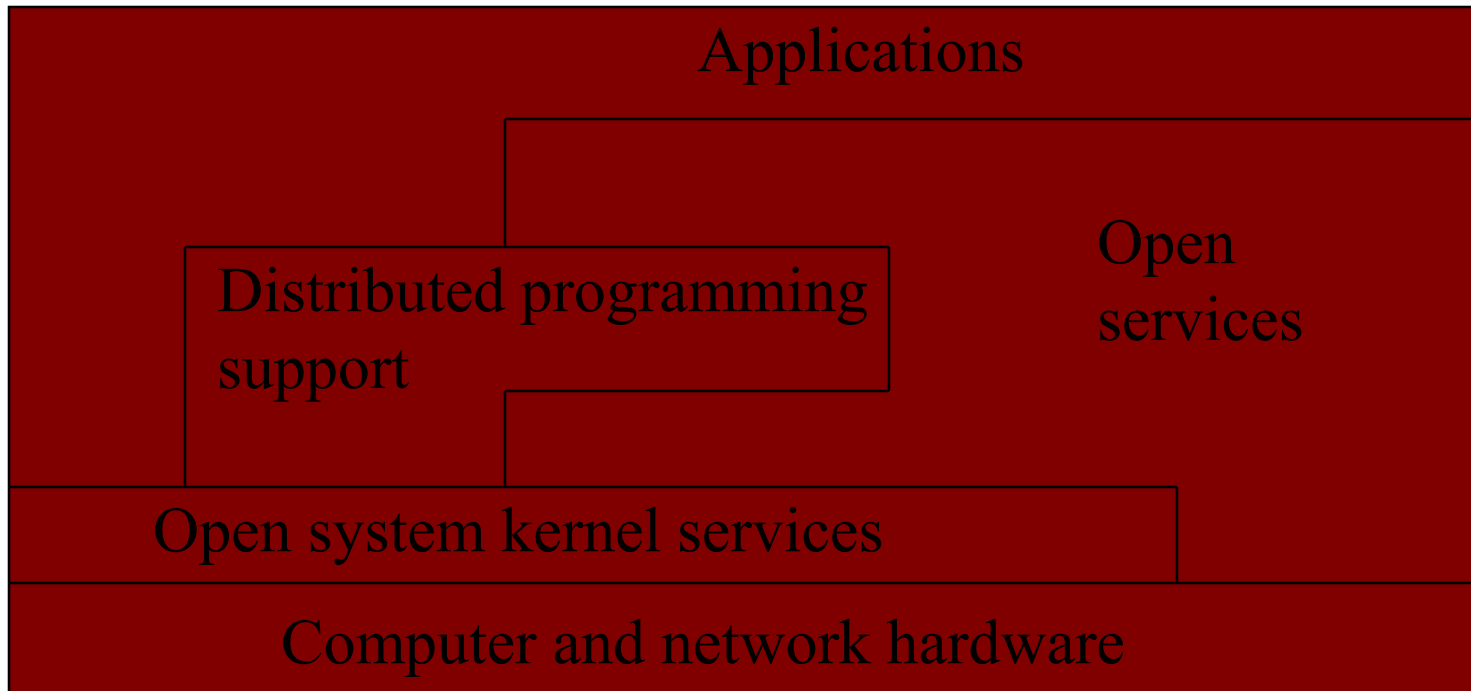 Applications
Open
services
Distributed programming
support
Open system kernel services
Computer and network hardware